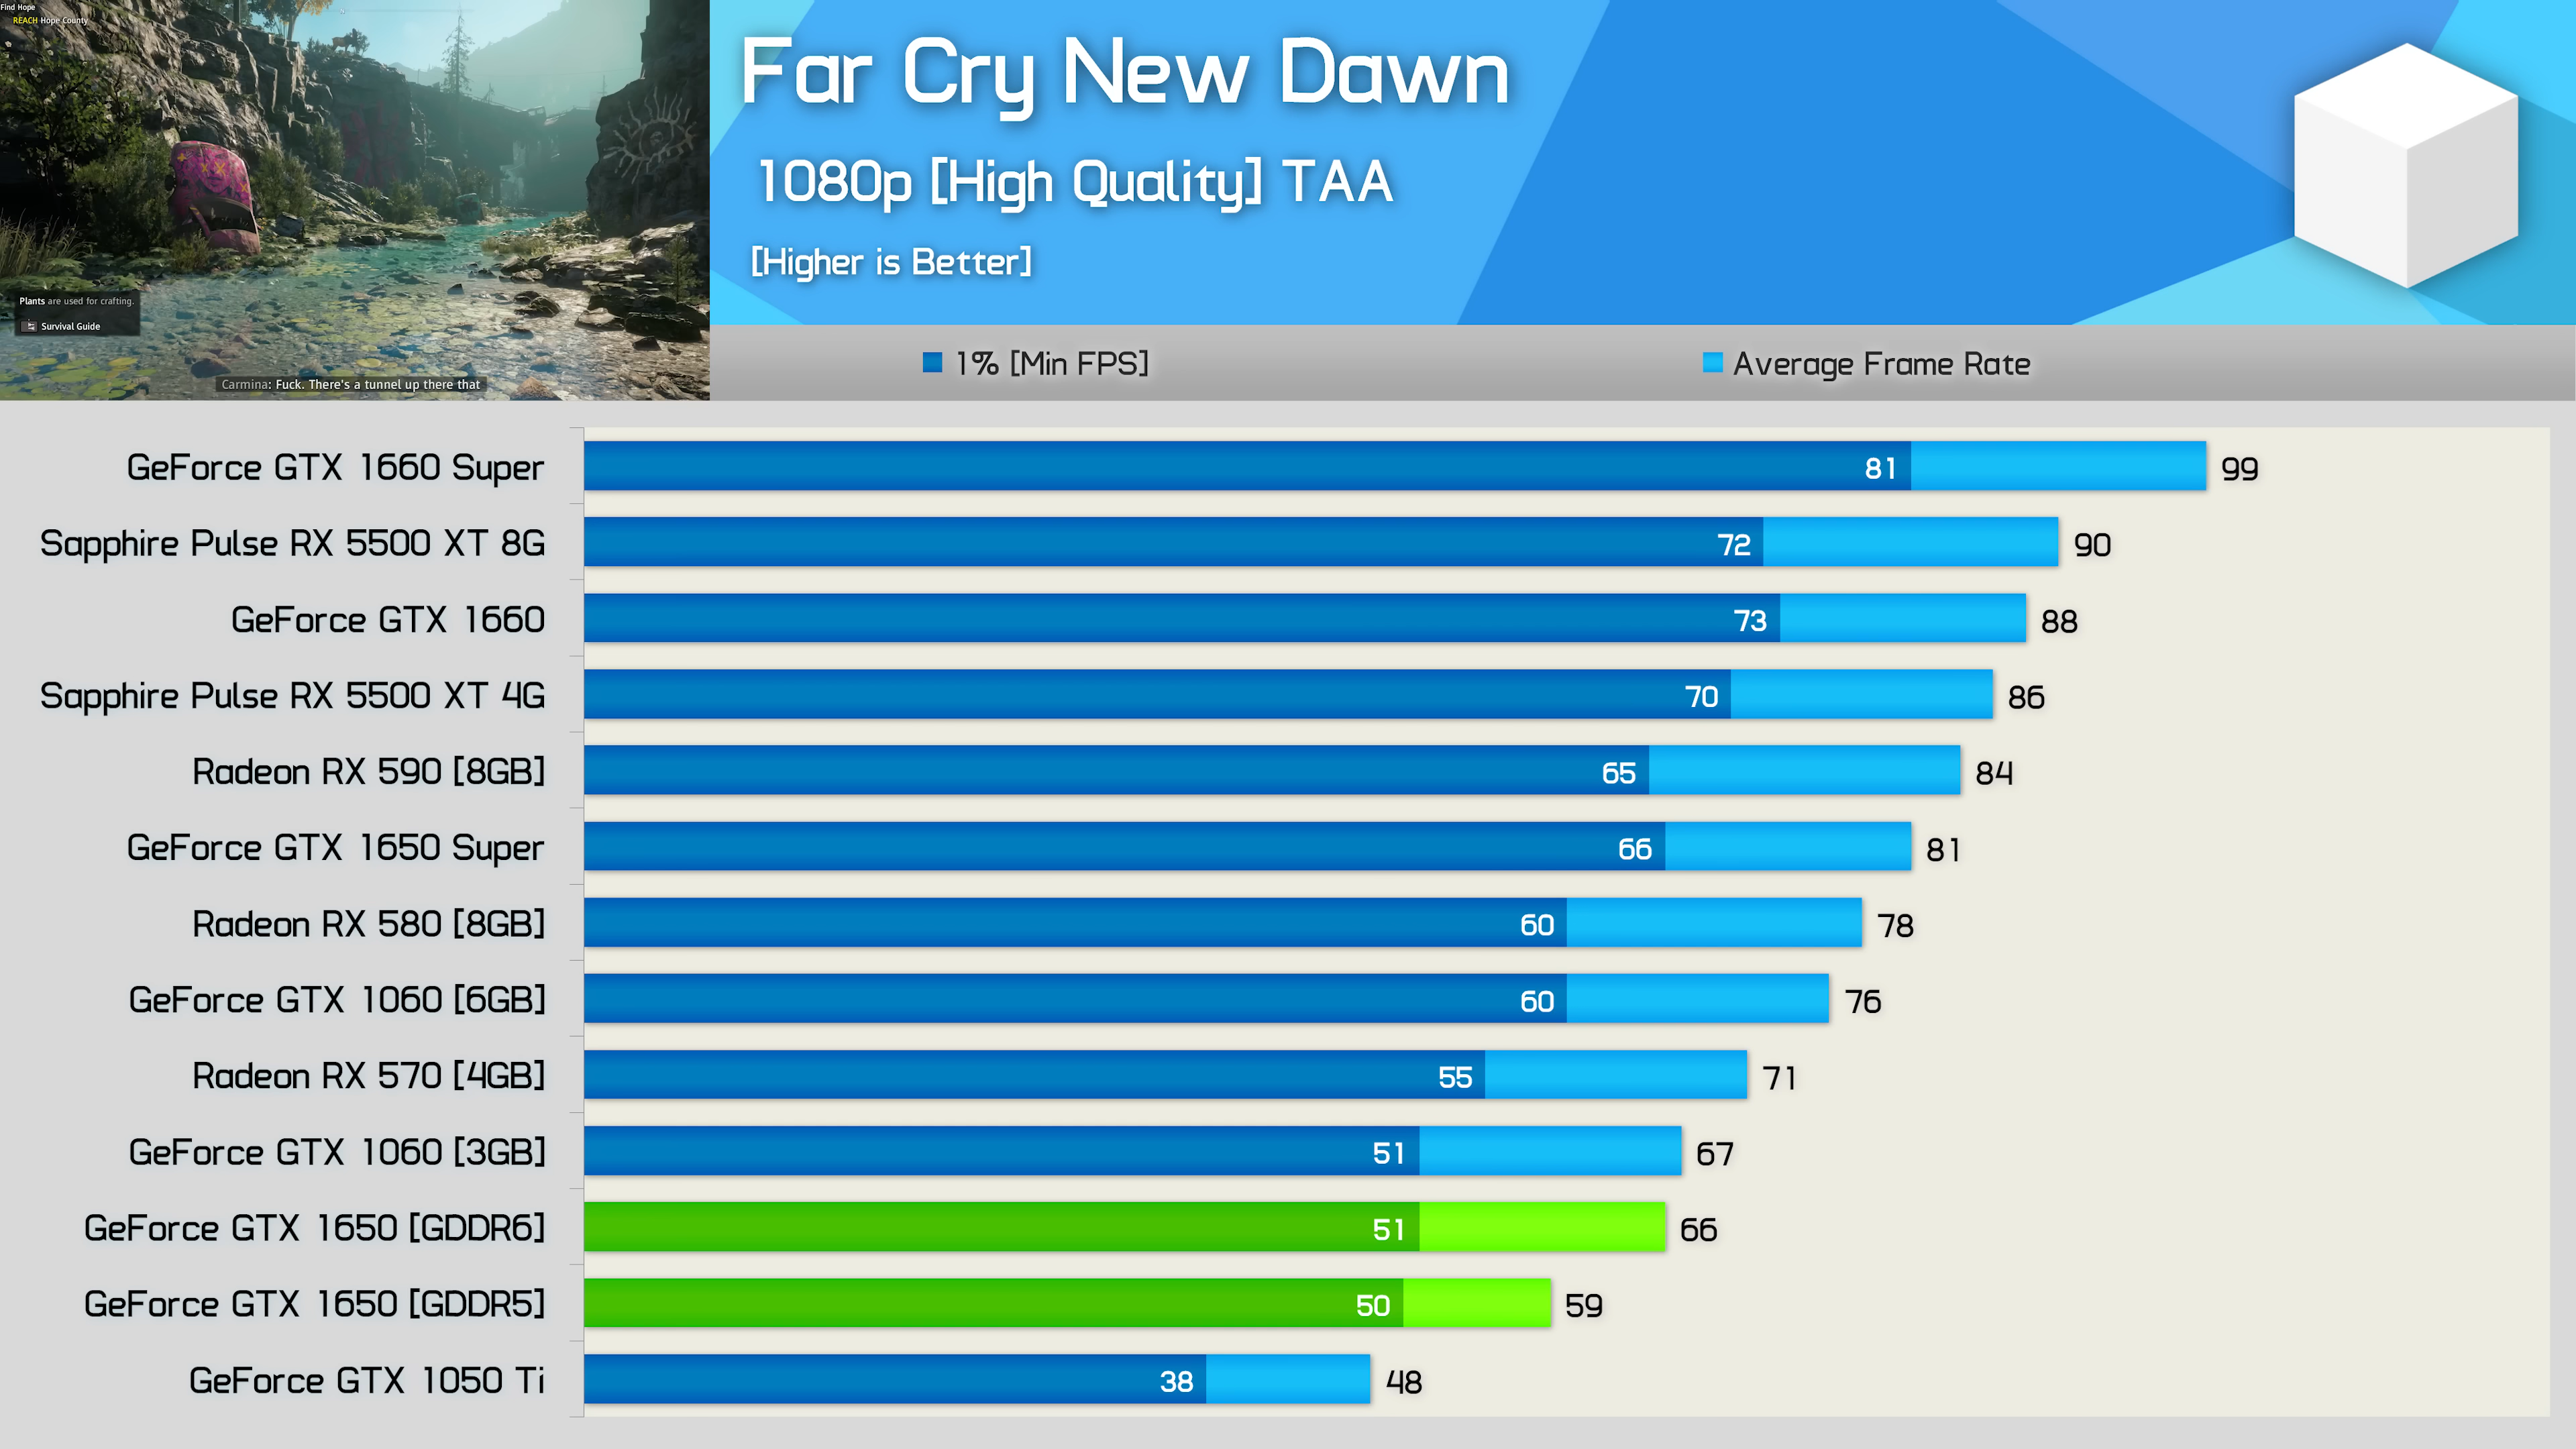 Find Hope
REACH Hope County
Plants are used for crafting.
Survival Guide
Carmina: Fuck. There's a tunnel up there that
Far Cry New Dawn
1080p [High Quality] TAA
[Higher is Better]
1% [Min FPS] Average Frame Rate
GeForce GTX 1660 Super 81 99
Sapphire Pulse RX 5500 XT 8G 72 90
GeForce GTX 1660 73 88
Sapphire Pulse RX 5500 XT 4G 70 86
Radeon RX 590 [8GB] 65 84
GeForce GTX 1650 Super 66 81
Radeon RX 580 [8GB] 60 78
GeForce GTX 1060 [6GB] 60 76
Radeon RX 570 [4GB] 55 71
GeForce GTX 1060 [3GB] 51 67
GeForce GTX 1650 [GDDR6] 51 66
GeForce GTX 1650 [GDDR5] 50 59
GeForce GTX 1050 Ti 38 48